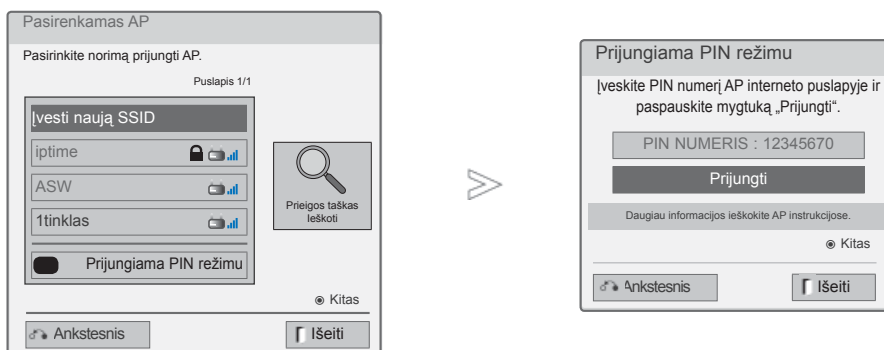 Pasirenkamas AP
Pasirinkite norimą prijungti AP.
Puslapis 1/1
Įvesti naują SSID
iptime
ASW
1tinklas
Prijungiama PIN režimu
Prieigos taškas
Ieškoti
Kitas
Ankstesnis
Išeiti
Prijungiama PIN režimu
Įveskite PIN numerį AP interneto puslapyje ir
paspauskite mygtuką „Prijungti“.
PIN NUMERIS : 12345670
Prijungti
Daugiau informacijos ieškokite AP instrukcijose.
Kitas
Ankstesnis
Išeiti